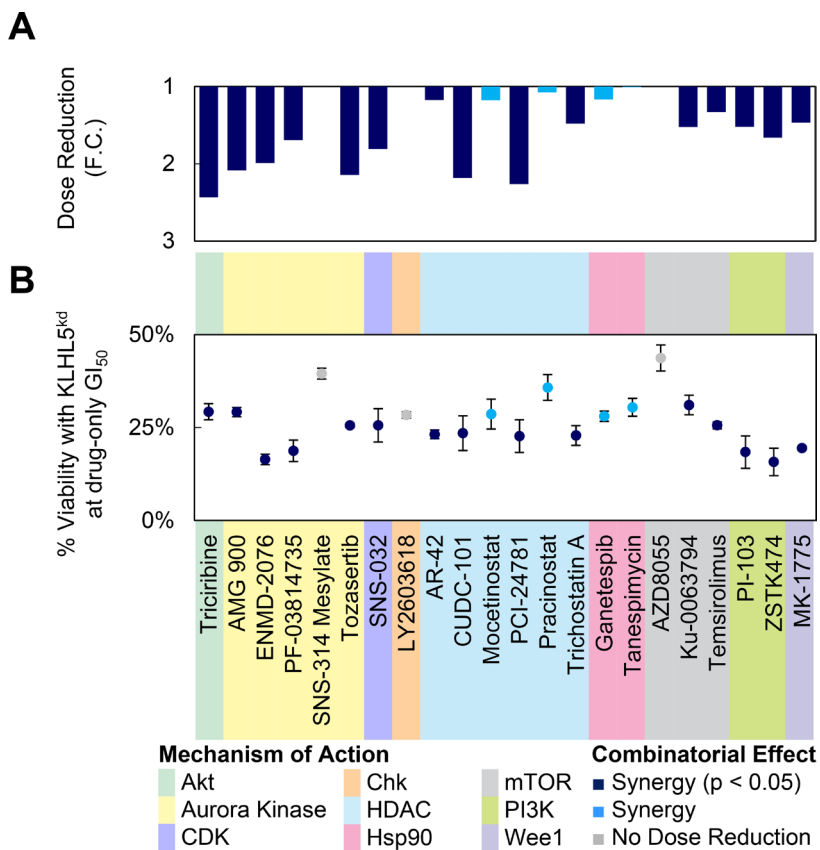 A
Dose Reduction
(F.C.)
1
2
3
B
% Viability with KLHL5kd
at drug-only GI50
50%
25%
0%
Triciribine
AMG 900
ENMD-2076
PF-03814735
SNS-314 Mesylate
Tozasertib
SNS-032
LY2603618
AR-42
CUDC-101
Mocetinostat
PCI-24781
Pracinostat
Trichostatin A
Ganetespib
Tanespimycin
AZD8055
Ku-0063794
Temsirolimus
PI-103
ZSTK474
MK-1775
Mechanism of Action
Akt
Aurora Kinase
CDK
Chk
HDAC
Hsp90
mTOR
PI3K
Wee1
Combinatorial Effect
Synergy (p < 0.05)
Synergy
No Dose Reduction